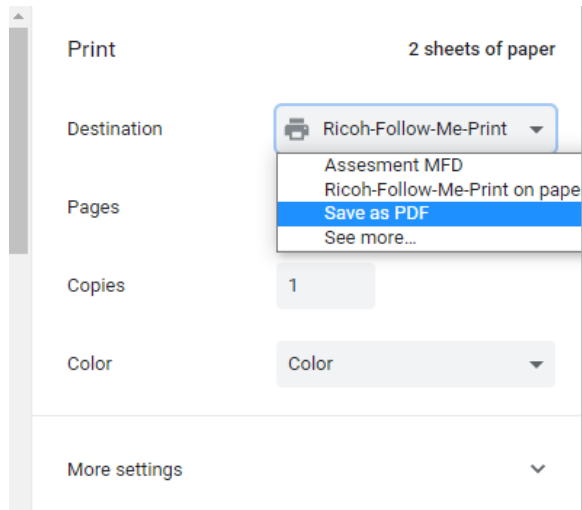 Print 2 sheets of paper
Destination Ricoh-Follow-Me-Print
Assesment MFD
Ricoh-Follow-Me-Print on pape
Pages
Save as PDF
See more...
Copies 1
Color Color
More settings